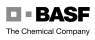 BASF
The Chemical Company